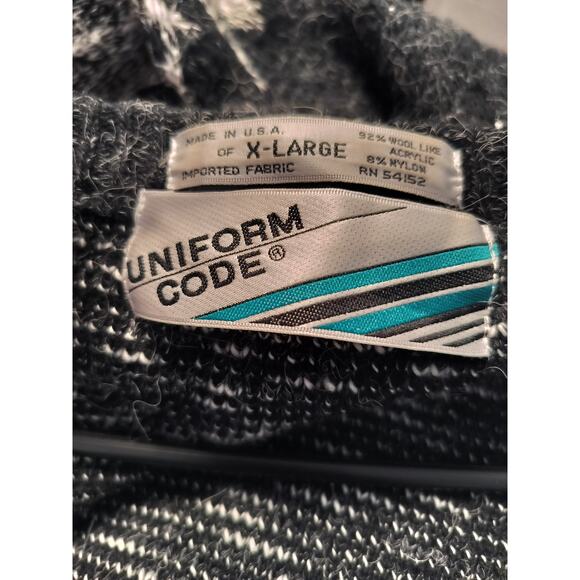 MADE IN U.S.A.
OF
IMPORTED FABRIC
X-LARGE
92% WOOL LIKE
ACRYLIC
8% NYLON
RN 54152
UNIFORM
CODE®